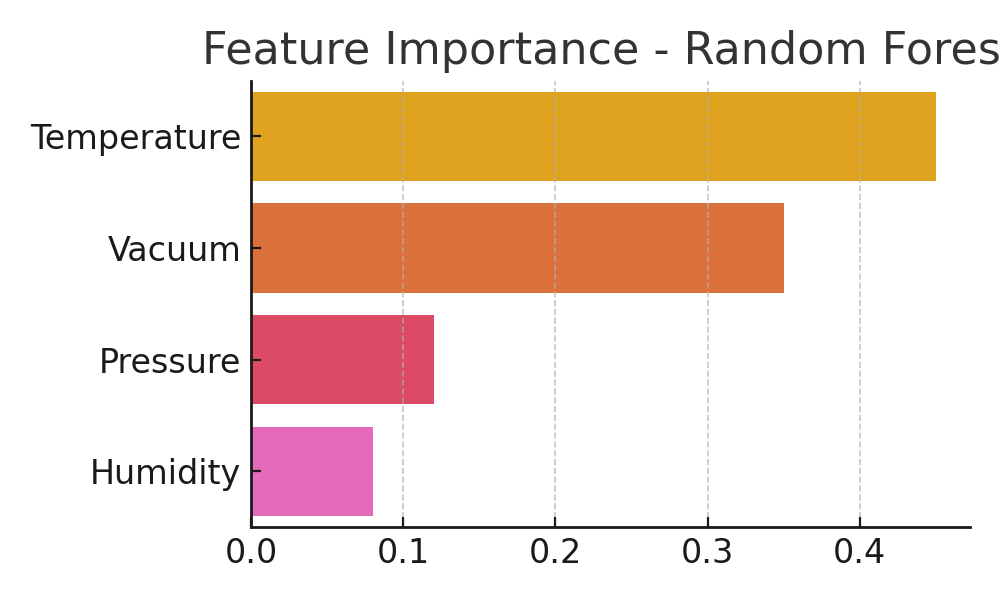 Feature Importance - Random Fores
Temperature
Vacuum
Pressure
Humidity
0.0 0.1 0.2 0.3 0.4